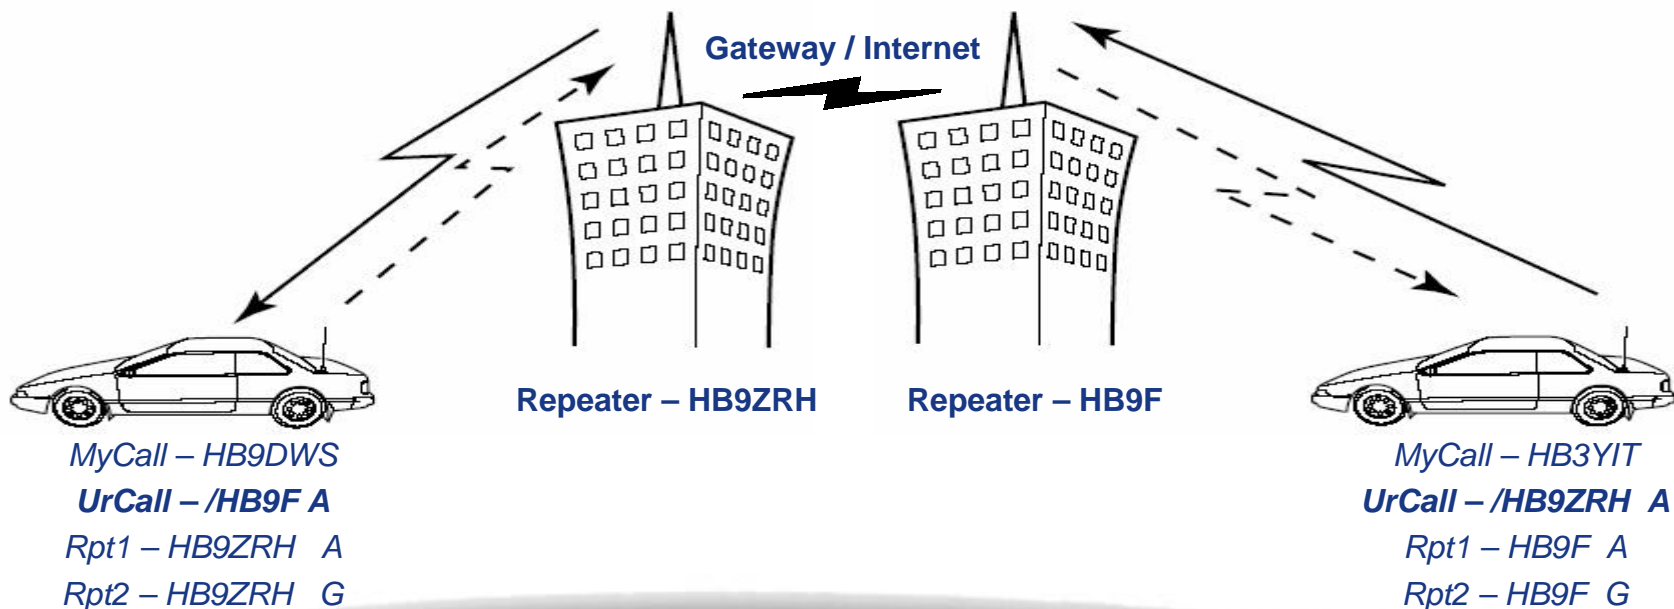 Gateway / Internet
Repeater – HB9ZRH
Repeater – HB9F
MyCall – HB9DWS
UrCall – /HB9F A
Rpt1 – HB9ZRH A
Rpt2 – HB9ZRH G
MyCall – HB3YIT
UrCall – /HB9ZRH A
Rpt1 – HB9F A
Rpt2 – HB9F G